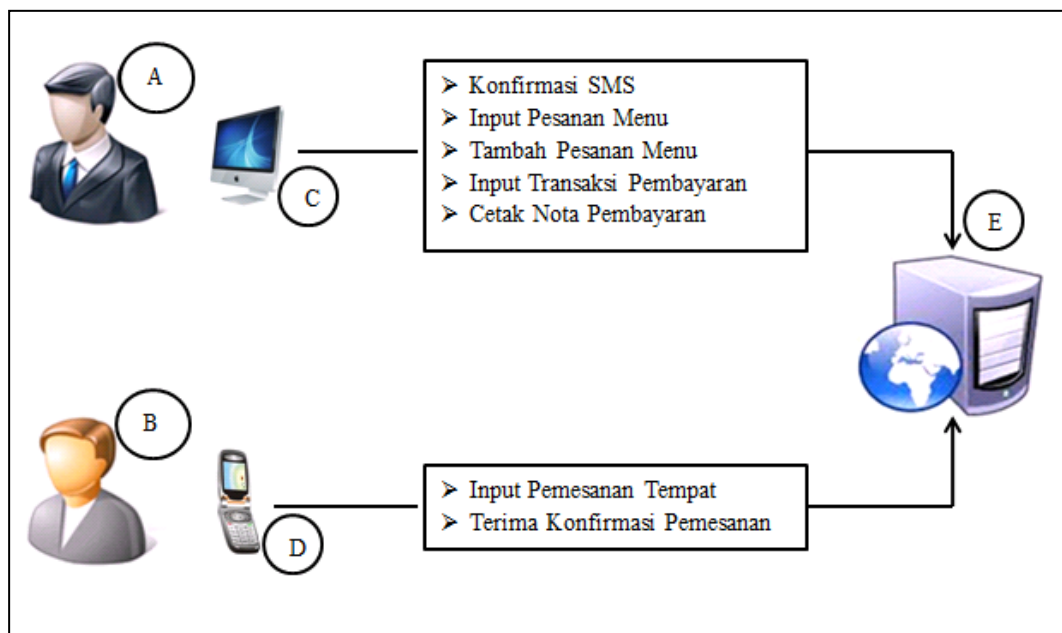 A
C
➢ Konfirmasi SMS
➢ Input Pesanan Menu
➢ Tambah Pesanan Menu
➢ Input Transaksi Pembayaran
➢ Cetak Nota Pembayaran
E
B
D
➢ Input Pemesanan Tempat
➢ Terima Konfirmasi Pemesanan